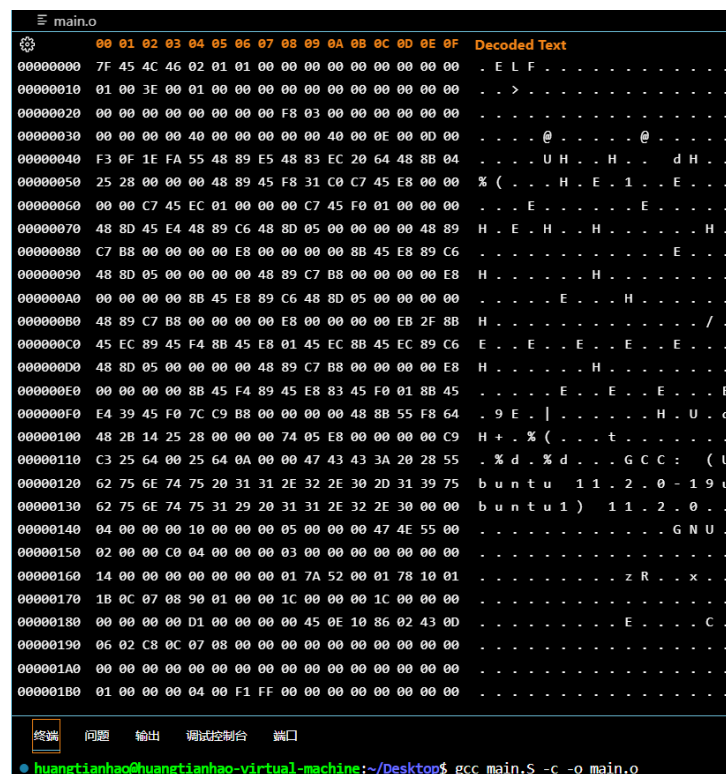 main.o
00 01 02 03 04 05 06 07 08 09 0A 0B 0C 0D 0E 0F Decoded Text
00000000 7F 45 4C 46 02 01 01 00 00 00 00 00 00 00 00 00 . E L F . . . . . . . . . . . .
00000010 01 00 3E 00 01 00 00 00 00 00 00 00 00 00 00 00 . . > . . . . . . . . . . . . .
00000020 00 00 00 00 00 00 00 00 F8 03 00 00 00 00 00 00 . . . . . . . . . . . . . . . .
00000030 00 00 00 00 40 00 00 00 00 00 40 00 0E 00 0D 00 . . . . @ . . . . . @ . . . . .
00000040 F3 0F 1E FA 55 48 89 E5 48 83 EC 20 64 48 8B 04 . . . . U H . . H . . d H . .
00000050 25 28 00 00 00 48 89 45 F8 31 C0 C7 45 E8 00 00 % ( . . . H . E . 1 . . E . . .
00000060 00 00 C7 45 EC 01 00 00 00 C7 45 F0 01 00 00 00 . . . E . . . . . . E . . . . .
00000070 48 8D 45 E4 48 89 C6 48 8D 05 00 00 00 00 48 89 H . E . H . . H . . . . . . H .
00000080 C7 B8 00 00 00 00 E8 00 00 00 00 8B 45 E8 89 C6 . . . . . . . . . . . . E . . .
00000090 48 8D 05 00 00 00 00 48 89 C7 B8 00 00 00 00 E8 H . . . . . . H . . . . . . . .
000000A0 00 00 00 00 8B 45 E8 89 C6 48 8D 05 00 00 00 00 . . . . . E . . . H . . . . . .
000000B0 48 89 C7 B8 00 00 00 00 E8 00 00 00 00 EB 2F 8B H . . . . . . . . . . . . . / .
000000C0 45 EC 89 45 F4 8B 45 E8 01 45 EC 8B 45 EC 89 C6 E . . E . . E . . E . . E . . .
000000D0 48 8D 05 00 00 00 00 48 89 C7 B8 00 00 00 00 E8 H . . . . . . H . . . . . . . .
000000E0 00 00 00 00 8B 45 F4 89 45 E8 83 45 F0 01 8B 45 . . . . . E . . E . . E . . . E
000000F0 E4 39 45 F0 7C C9 B8 00 00 00 00 48 8B 55 F8 64 . 9 E . | . . . . . . H . U . d
00000100 48 2B 14 25 28 00 00 00 74 05 E8 00 00 00 00 C9 H + . % ( . . . t . . . . . . .
00000110 C3 25 64 00 25 64 0A 00 00 47 43 43 3A 20 28 55 . % d . % d . . . G C C : ( U
00000120 62 75 6E 74 75 20 31 31 2E 32 2E 30 2D 31 39 75 b u n t u 1 1 . 2 . 0 - 1 9 u
00000130 62 75 6E 74 75 31 29 20 31 31 2E 32 2E 30 00 00 b u n t u 1 ) 1 1 . 2 . 0 . .
00000140 04 00 00 00 10 00 00 00 05 00 00 00 47 4E 55 00 . . . . . . . . . . . . G N U .
00000150 02 00 00 C0 04 00 00 00 03 00 00 00 00 00 00 00 . . . . . . . . . . . . . . . .
00000160 14 00 00 00 00 00 00 00 01 7A 52 00 01 78 10 01 . . . . . . . . . z R . . x . .
00000170 1B 0C 07 08 90 01 00 00 1C 00 00 00 1C 00 00 00 . . . . . . . . . . . . . . . .
00000180 00 00 00 00 D1 00 00 00 00 45 0E 10 86 02 43 0D . . . . . . . . . E . . . . C .
00000190 06 02 C8 0C 07 08 00 00 00 00 00 00 00 00 00 00 . . . . . . . . . . . . . . . .
000001A0 00 00 00 00 00 00 00 00 00 00 00 00 00 00 00 00 . . . . . . . . . . . . . . . .
000001B0 01 00 00 00 04 00 F1 FF 00 00 00 00 00 00 00 00 . . . . . . . . . . . . . . . .
终端 问题 输出 调试控制台 端口
huangtianhao@huangtianhao-virtual-machine:~/Desktop$ gcc main.S -c -o main.o